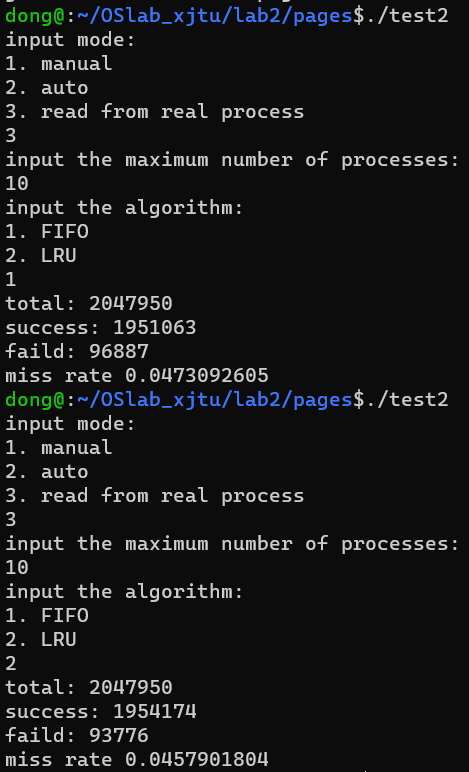 dong@:~/OSlab_xjtu/lab2/pages$./test2
input mode:
1. manual
2. auto
3. read from real process
3
input the maximum number of processes:
10
input the algorithm:
1. FIFO
2. LRU
1
total: 2047950
success: 1951063
faild: 96887
miss rate 0.0473092605
dong@:~/OSlab_xjtu/lab2/pages$./test2
input mode:
1. manual
2. auto
3. read from real process
3
input the maximum number of processes:
10
input the algorithm:
1. FIFO
2. LRU
2
total: 2047950
success: 1954174
faild: 93776
miss rate 0.0457901804